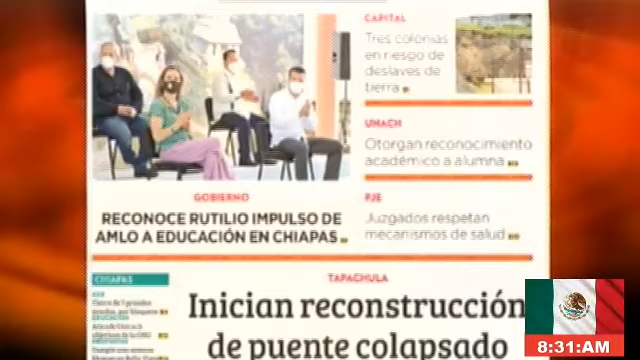 CAPITAL
Tres colonias
en riesgo de
deslaves de
tierra
UNACH
Otorgan reconocimiento
académico a alumna
GOBIERNO
RECONOCE RUTILIO IMPULSO DE
AMLO A EDUCACIÓN EN CHIAPAS
PJE
Juzgados respetan
mecanismos de salud
CHIAPAS
TAPACHULA
Inician reconstrucción
de puente colapsado
8:31:AM